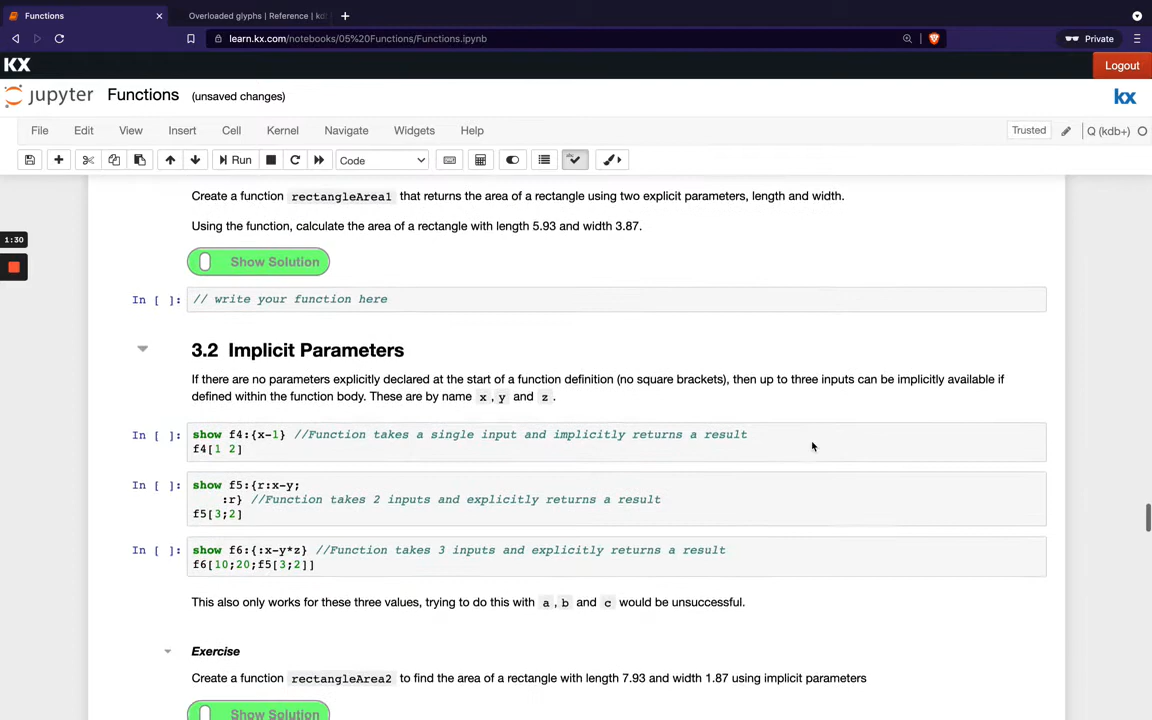 Functions
Overloaded glyphs | Reference | kd
learn.kx.com/notebooks/05%20Functions/Functions.ipynb
Private
KX
Logout
jupyter Functions (unsaved changes)
kx
File Edit View Insert Cell Kernel Navigate Widgets Help
Trusted
Q (kdb+)
Run
Code
1:30
Create a function rectangleArea1 that returns the area of a rectangle using two explicit parameters, length and width.
Using the function, calculate the area of a rectangle with length 5.93 and width 3.87.
Show Solution
In [ ]: // write your function here
3.2 Implicit Parameters
If there are no parameters explicitly declared at the start of a function definition (no square brackets), then up to three inputs can be implicitly available if
defined within the function body. These are by name x , y and z .
In [ ]: show f4:{x-1} //Function takes a single input and implicitly returns a result
f4[1 2]
In [ ]: show f5:{r:x-y;
:r} //Function takes 2 inputs and explicitly returns a result
f5[3;2]
In [ ]: show f6:{:x-y*z} //Function takes 3 inputs and explicitly returns a result
f6[10;20;f5[3;2]]
This also only works for these three values, trying to do this with a , b and c would be unsuccessful.
Exercise
Create a function rectangleArea2 to find the area of a rectangle with length 7.93 and width 1.87 using implicit parameters
Show Solution